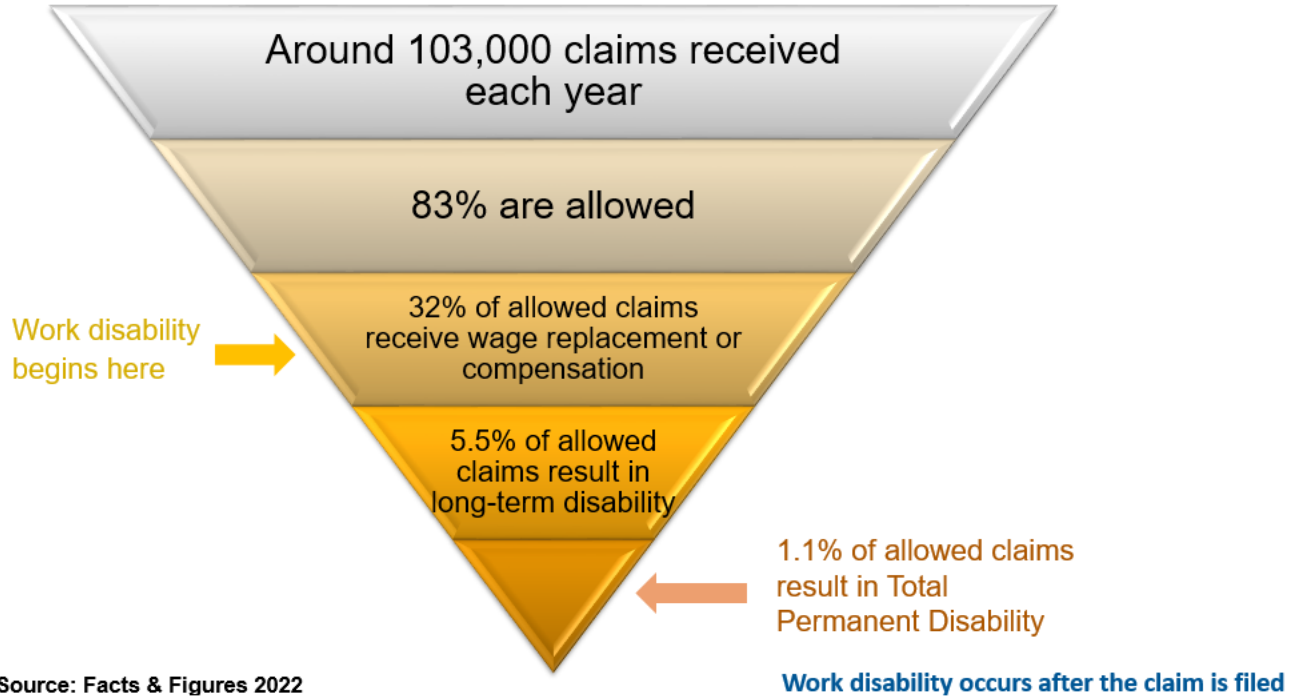 Around 103,000 claims received
each year
83% are allowed
32% of allowed claims
receive wage replacement or
compensation
Work disability
begins here
5.5% of allowed
claims result in
long-term disability
1.1% of allowed claims
result in Total
Permanent Disability
Source: Facts & Figures 2022
Work disability occurs after the claim is filed